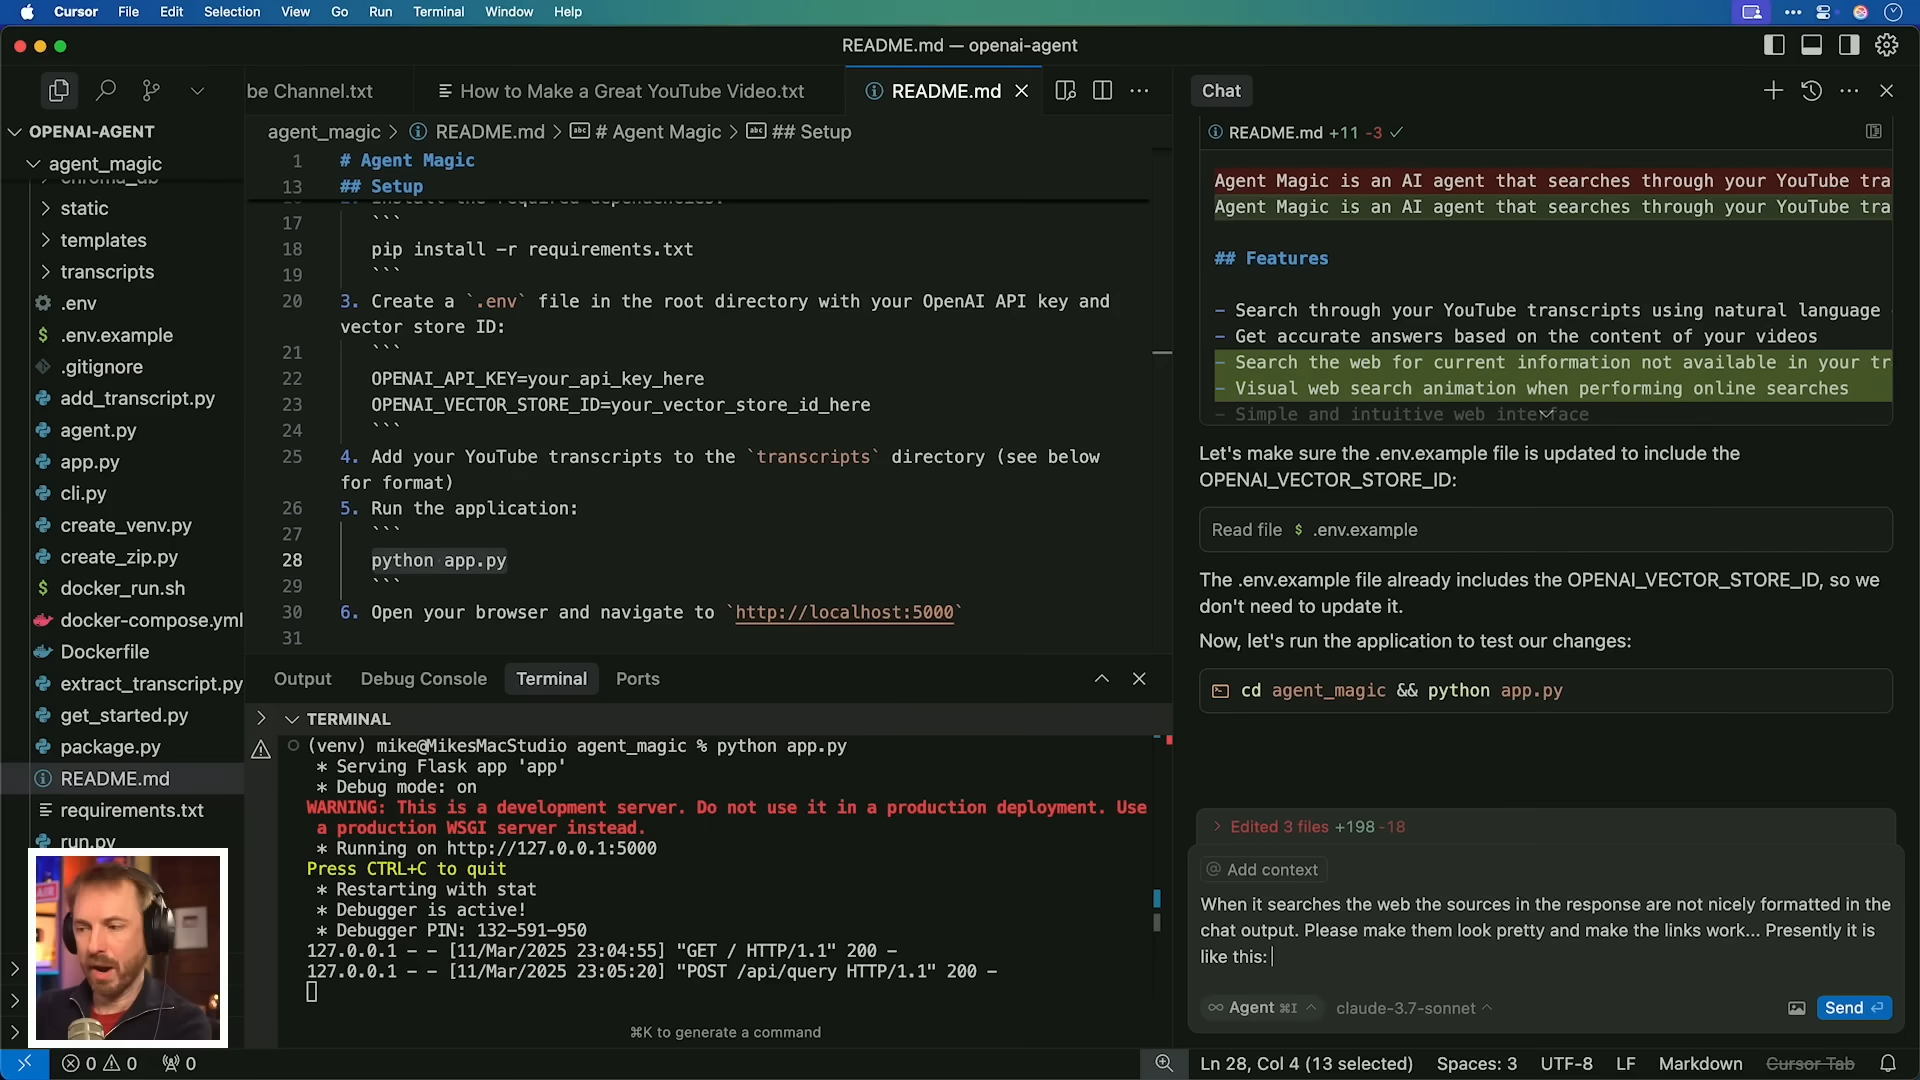 Cursor File Edit Selection View Go Run Terminal Window Help
README.md — openai-agent
be Channel.txt
How to Make a Great YouTube Video.txt
README.md
Chat
OPENAI-AGENT
agent_magic
chroma_db
static
templates
transcripts
.env
.env.example
.gitignore
add_transcript.py
agent.py
app.py
cli.py
create_venv.py
create_zip.py
docker_run.sh
docker-compose.yml
Dockerfile
extract_transcript.py
get_started.py
package.py
README.md
requirements.txt
run.py
agent_magic > README.md > # Agent Magic > ## Setup
1 # Agent Magic
13 ## Setup
16 2. Install the required dependencies:
17 ```
18 pip install -r requirements.txt
19 ```
20 3. Create a `.env` file in the root directory with your OpenAI API key and
vector store ID:
21 ```
22 OPENAI_API_KEY=your_api_key_here
23 OPENAI_VECTOR_STORE_ID=your_vector_store_id_here
24 ```
25 4. Add your YouTube transcripts to the `transcripts` directory (see below
for format)
26 5. Run the application:
27 ```
28 python app.py
29 ```
30 6. Open your browser and navigate to `http://localhost:5000`
31
Output Debug Console Terminal Ports
TERMINAL
(venv) mike@MikesMacStudio agent_magic % python app.py
* Serving Flask app 'app'
* Debug mode: on
WARNING: This is a development server. Do not use it in a production deployment. Use
a production WSGI server instead.
* Running on http://127.0.0.1:5000
Press CTRL+C to quit
* Restarting with stat
* Debugger is active!
* Debugger PIN: 132-591-950
127.0.0.1 - - [11/Mar/2025 23:04:55] "GET / HTTP/1.1" 200 -
127.0.0.1 - - [11/Mar/2025 23:05:20] "POST /api/query HTTP/1.1" 200 -
⌘K to generate a command
README.md +11 -3
Agent Magic is an AI agent that searches through your YouTube tra
Agent Magic is an AI agent that searches through your YouTube tra
## Features
- Search through your YouTube transcripts using natural language
- Get accurate answers based on the content of your videos
- Search the web for current information not available in your tr
- Visual web search animation when performing online searches
- Simple and intuitive web interface
Let's make sure the .env.example file is updated to include the
OPENAI_VECTOR_STORE_ID:
Read file $ .env.example
The .env.example file already includes the OPENAI_VECTOR_STORE_ID, so we
don't need to update it.
Now, let's run the application to test our changes:
cd agent_magic && python app.py
Edited 3 files +198 -18
@ Add context
When it searches the web the sources in the response are not nicely formatted in the
chat output. Please make them look pretty and make the links work... Presently it is
like this:
Agent ⌘I claude-3.7-sonnet Send
0 0 0
Ln 28, Col 4 (13 selected) Spaces: 3 UTF-8 LF Markdown Cursor Tab